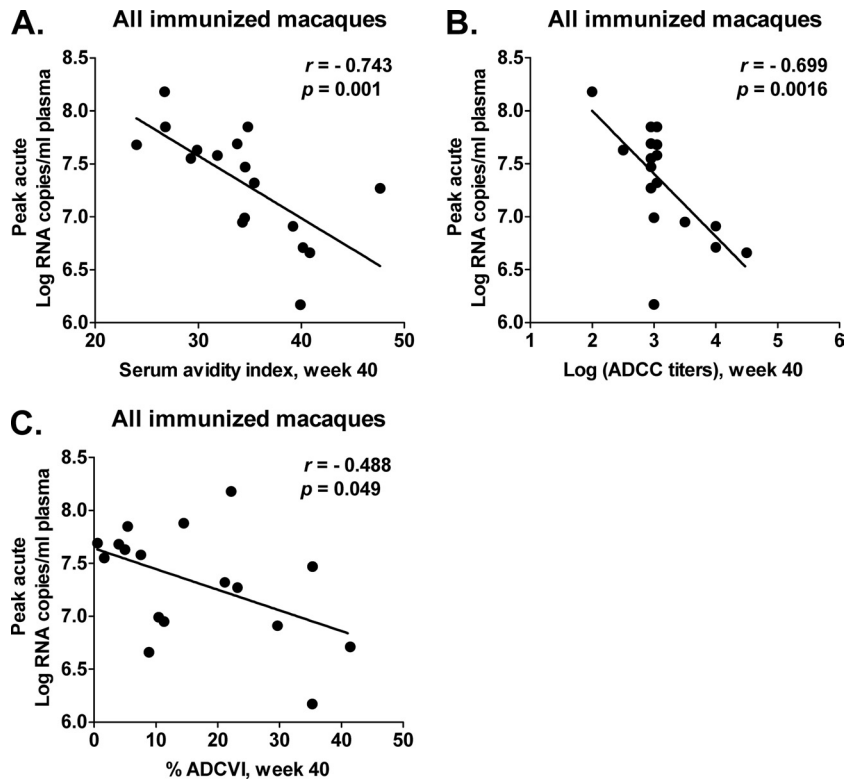 A.
All immunized macaques
r = - 0.743
p = 0.001
Peak acute
Log RNA copies/ml plasma
8.5
8.0
7.5
7.0
6.5
6.0
20
30
40
50
Serum avidity index, week 40
B.
All immunized macaques
r = - 0.699
p = 0.0016
Peak acute
Log RNA copies/ml plasma
8.5
8.0
7.5
7.0
6.5
6.0
1
2
3
4
5
6
Log (ADCC titers), week 40
C.
All immunized macaques
r = - 0.488
p = 0.049
Peak acute
Log RNA copies/ml plasma
8.5
8.0
7.5
7.0
6.5
6.0
0
10
20
30
40
50
% ADCVI, week 40